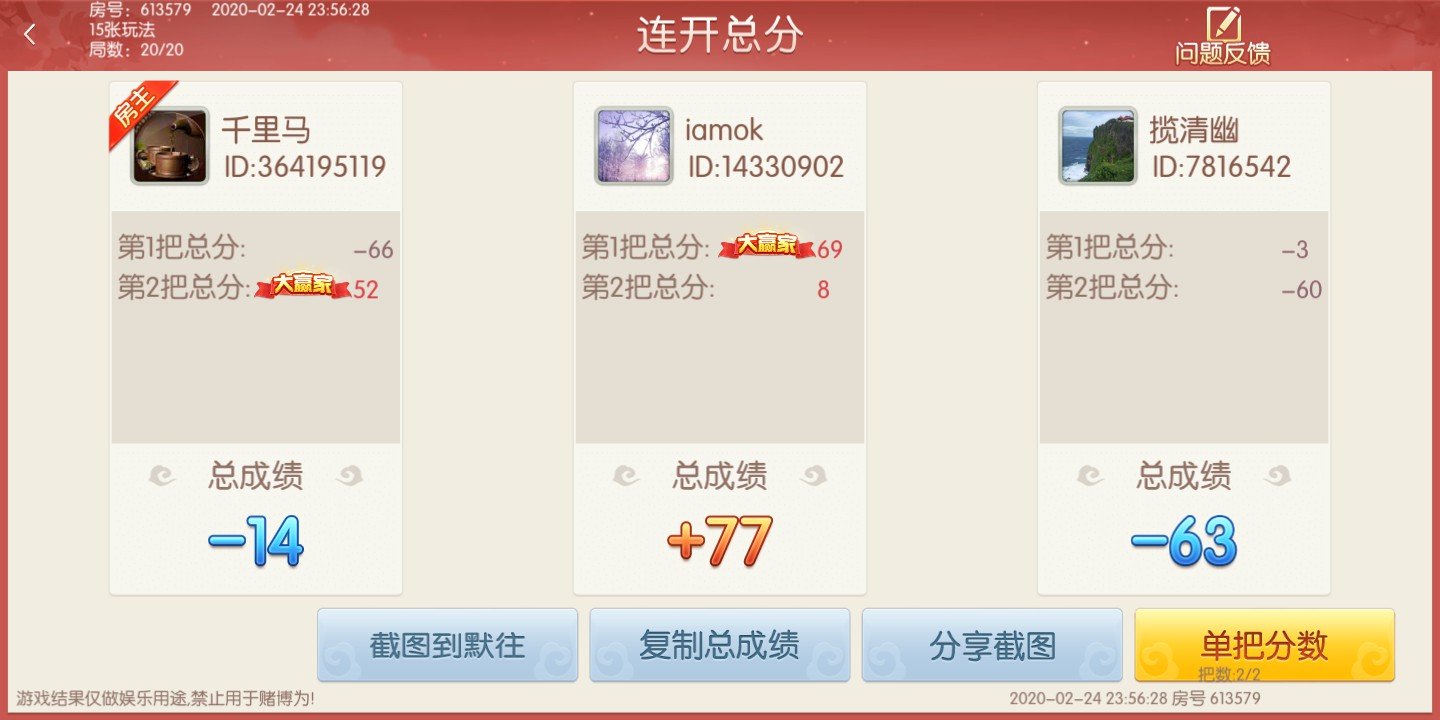 房号：613579 2020-02-24 23:56:28
15张玩法
局数：20/20
连开总分
问题反馈
房主
千里马
ID:364195119
第1把总分: -66
第2把总分: 大赢家 52
总成绩
-14
iamok
ID:14330902
第1把总分: 大赢家 69
第2把总分: 8
总成绩
+77
揽清幽
ID:7816542
第1把总分: -3
第2把总分: -60
总成绩
-63
截图到默往
复制总成绩
分享截图
单把分数
把数:2/2
游戏结果仅做娱乐用途,禁止用于赌博为!
2020-02-24 23:56:28 房号 613579